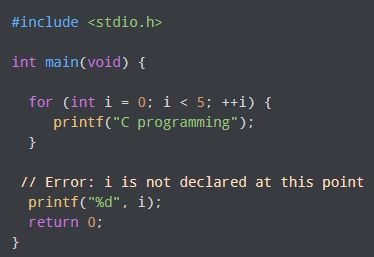 #include <stdio.h>
int main(void) {
for (int i = 0; i < 5; ++i) {
printf("C programming");
}
// Error: i is not declared at this point
printf("%d", i);
return 0;
}